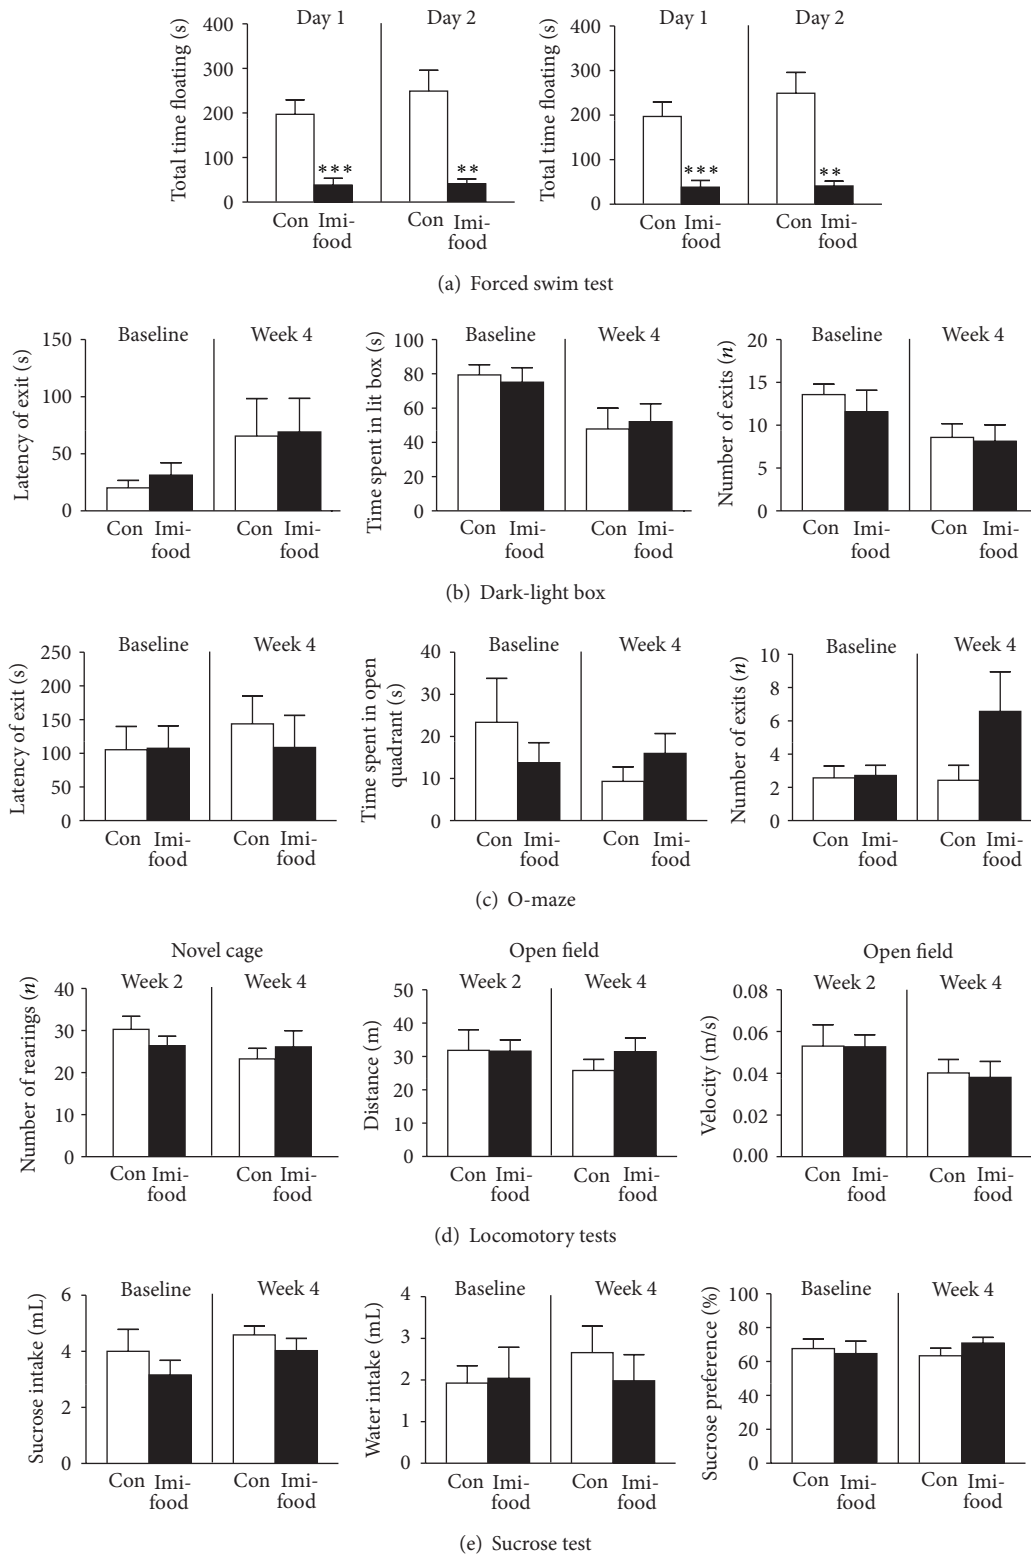 Day 1 Day 2
Total time floating (s)
400
300
200
100
0
*** **
Con Imi-food Con Imi-food
Day 1 Day 2
Total time floating (s)
400
300
200
100
0
*** **
Con Imi-food Con Imi-food
(a) Forced swim test
Baseline Week 4
Latency of exit (s)
150
100
50
0
Con Imi-food Con Imi-food
Baseline Week 4
Time spent in lit box (s)
100
80
60
40
20
0
Con Imi-food Con Imi-food
Baseline Week 4
Number of exits (n)
20
15
10
5
0
Con Imi-food Con Imi-food
(b) Dark-light box
Baseline Week 4
Latency of exit (s)
250
200
150
100
50
0
Con Imi-food Con Imi-food
Baseline Week 4
Time spent in open
quadrant (s)
40
30
20
10
0
Con Imi-food Con Imi-food
Baseline Week 4
Number of exits (n)
10
8
6
4
2
0
Con Imi-food Con Imi-food
(c) O-maze
Novel cage
Week 2 Week 4
Number of rearings (n)
40
30
20
10
0
Con Imi-food Con Imi-food
Open field
Week 2 Week 4
Distance (m)
50
40
30
20
10
0
Con Imi-food Con Imi-food
Open field
Week 2 Week 4
Velocity (m/s)
0.08
0.06
0.04
0.02
0.00
Con Imi-food Con Imi-food
(d) Locomotory tests
Baseline Week 4
Sucrose intake (mL)
6
4
2
0
Con Imi-food Con Imi-food
Baseline Week 4
Water intake (mL)
4
3
2
1
0
Con Imi-food Con Imi-food
Baseline Week 4
Sucrose preference (%)
100
80
60
40
20
0
Con Imi-food Con Imi-food
(e) Sucrose test